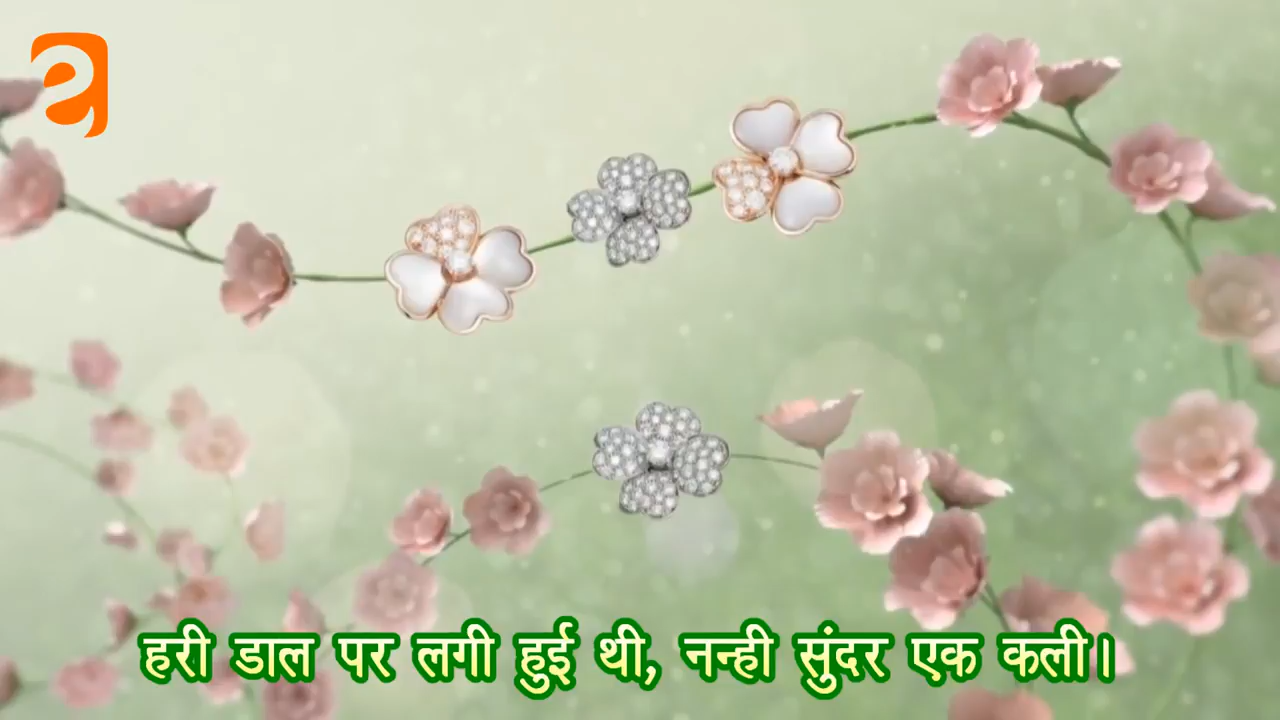 हरी डाल पर लगी हुई थी, नन्ही सुंदर एक कली।